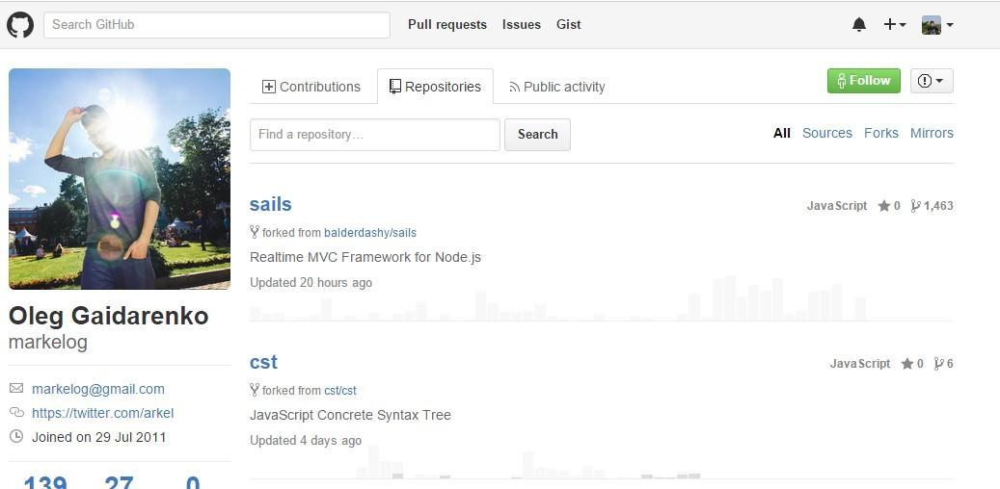 Search GitHub Pull requests Issues Gist
Contributions Repositories Public activity Follow
Find a repository… Search All Sources Forks Mirrors
sails JavaScript 0 1,463
forked from balderdashy/sails
Realtime MVC Framework for Node.js
Updated 20 hours ago
Oleg Gaidarenko
markelog
cst JavaScript 0 6
forked from cst/cst
JavaScript Concrete Syntax Tree
Updated 4 days ago
markelog@gmail.com
https://twitter.com/arkel
Joined on 29 Jul 2011
139 27 0